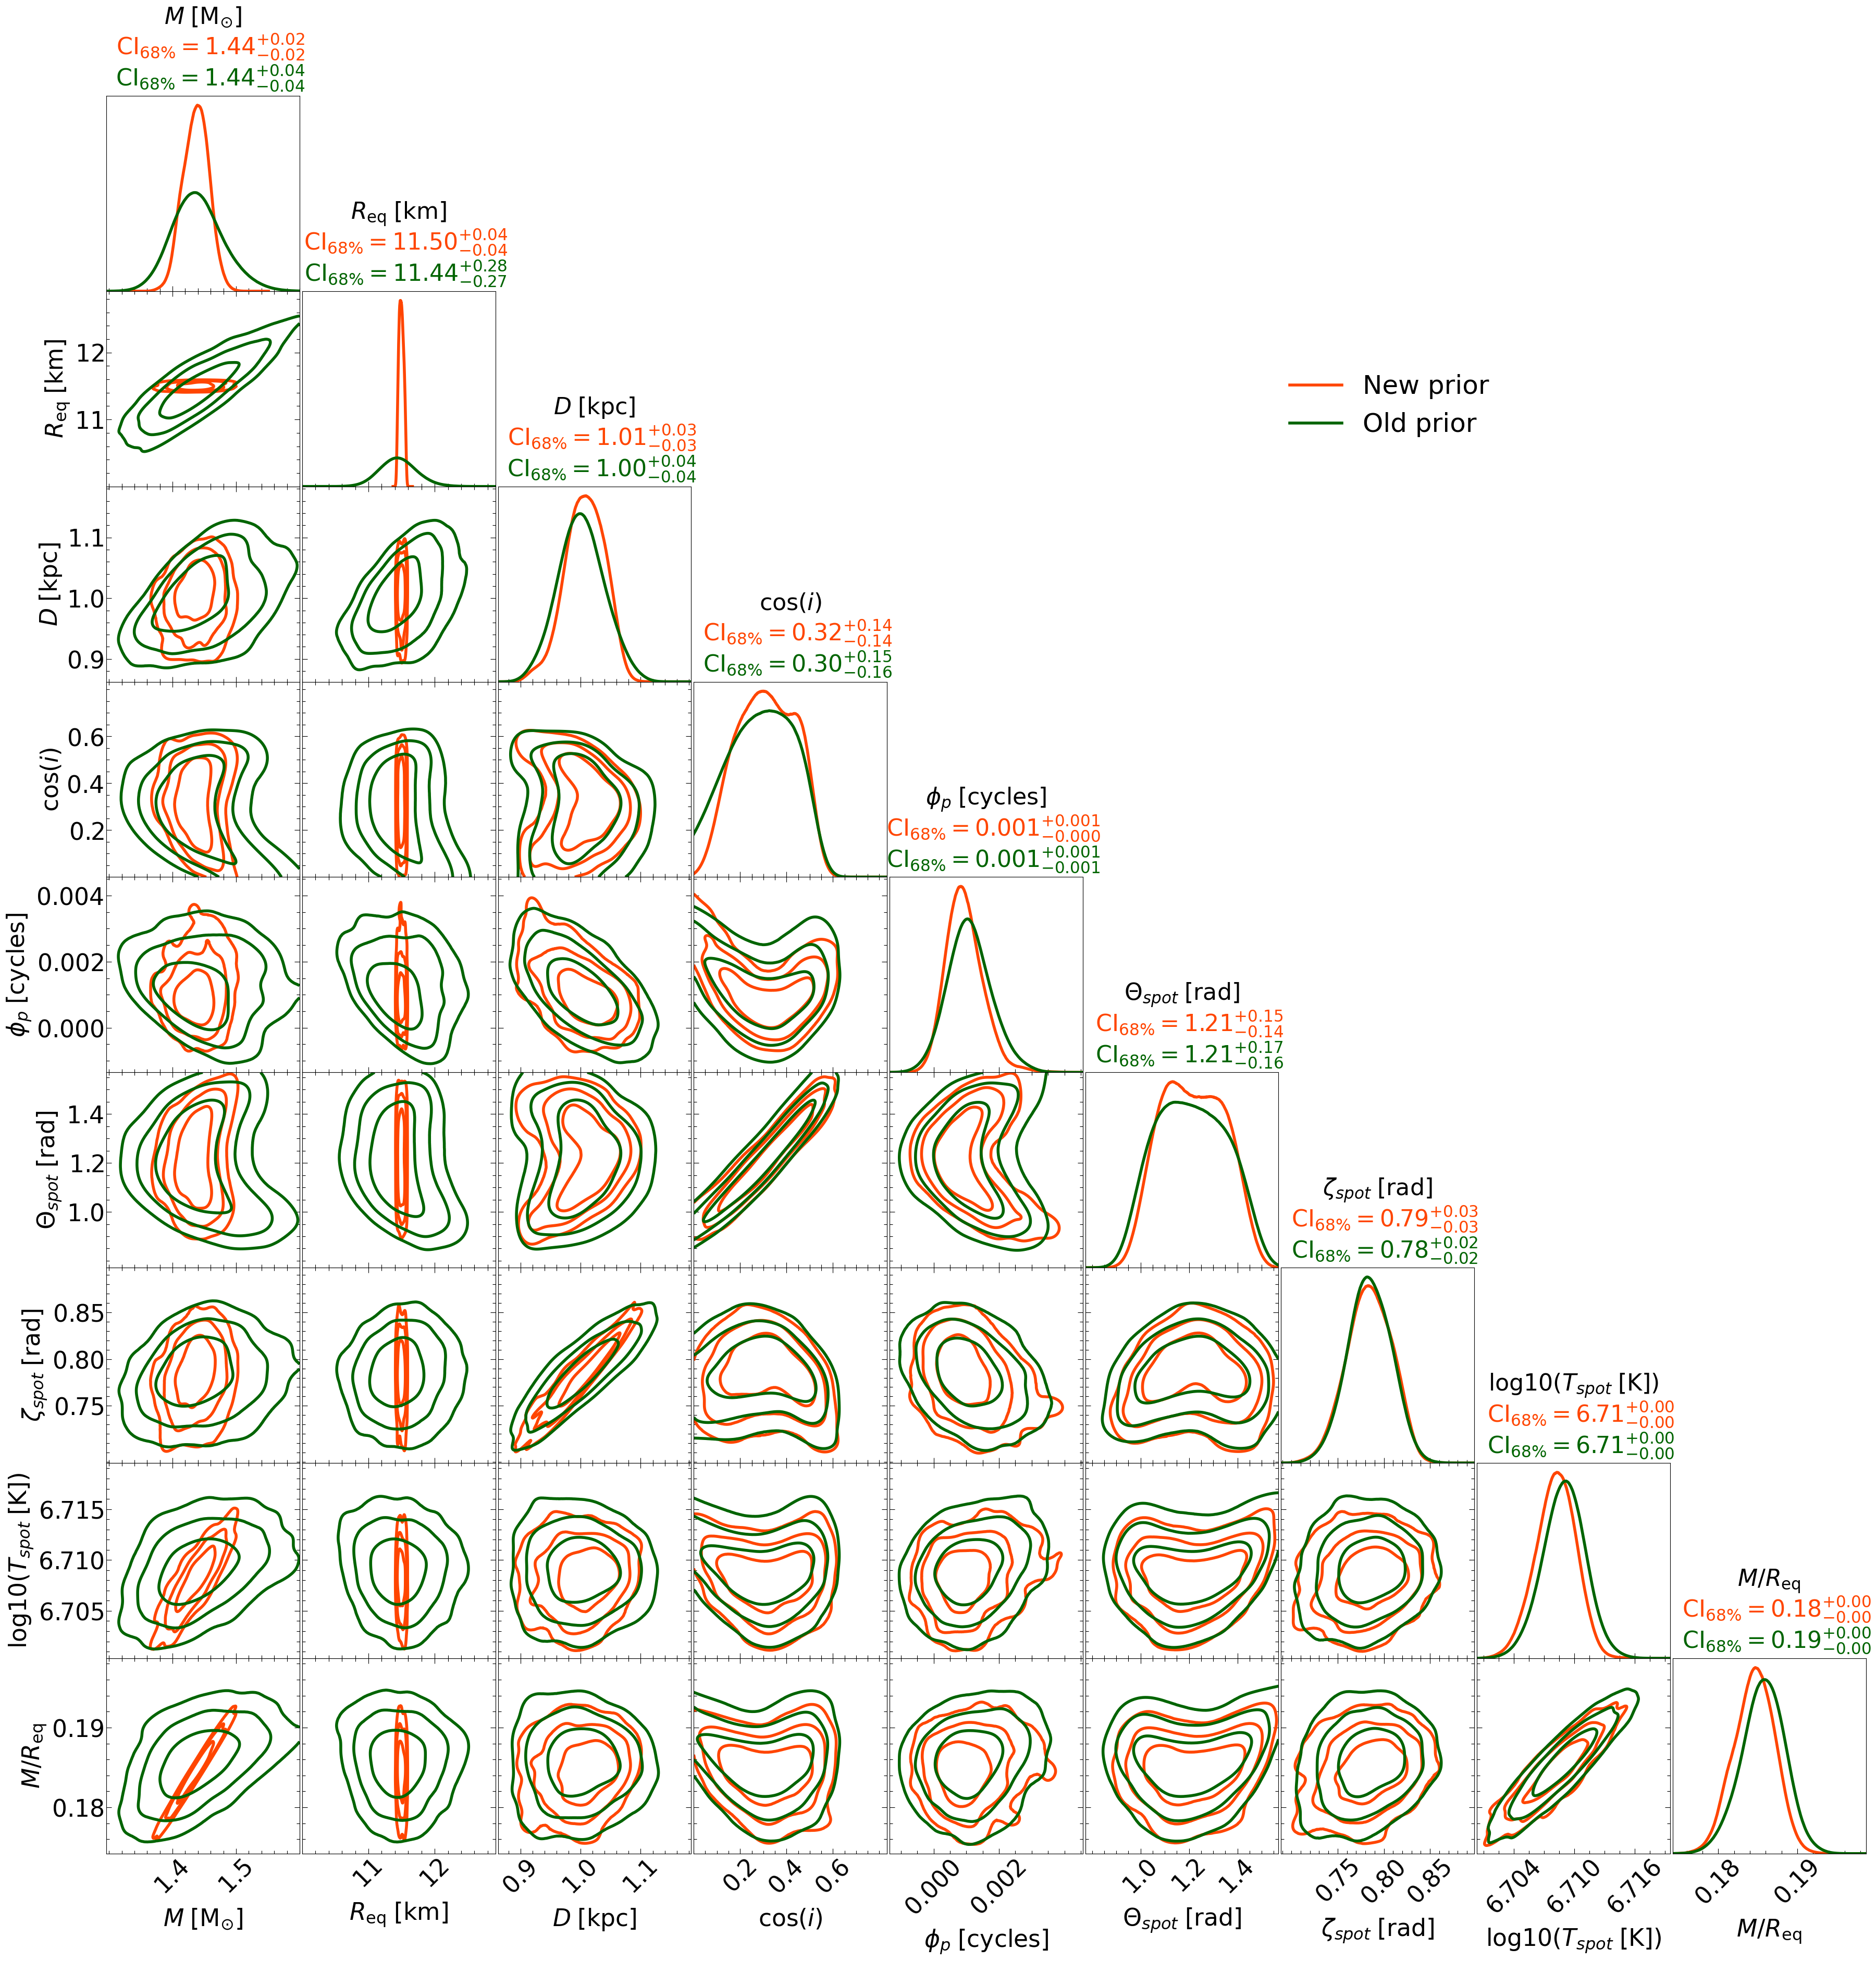 M [M⊙]
CI68% = 1.44+0.02−0.02
CI68% = 1.44+0.04−0.04
Req [km]
CI68% = 11.50+0.04−0.04
CI68% = 11.44+0.28−0.27
New prior
Old prior
D [kpc]
CI68% = 1.01+0.03−0.03
CI68% = 1.00+0.04−0.04
cos(i)
CI68% = 0.32+0.14−0.14
CI68% = 0.30+0.15−0.16
ϕp [cycles]
CI68% = 0.001+0.001−0.000
CI68% = 0.001+0.001−0.001
Θspot [rad]
CI68% = 1.21+0.15−0.14
CI68% = 1.21+0.17−0.16
ζspot [rad]
CI68% = 0.79+0.03−0.03
CI68% = 0.78+0.02−0.02
log10(Tspot [K])
CI68% = 6.71+0.00−0.00
CI68% = 6.71+0.00−0.00
M/Req
CI68% = 0.18+0.00−0.00
CI68% = 0.19+0.00−0.00
Req [km]
12
11
D [kpc]
1.1
1.0
0.9
cos(i)
0.6
0.4
0.2
ϕp [cycles]
0.004
0.002
0.000
Θspot [rad]
1.4
1.2
1.0
ζspot [rad]
0.85
0.80
0.75
log10(Tspot [K])
6.715
6.710
6.705
M/Req
0.19
0.18
1.4 1.5
11 12
0.9 1.0 1.1
0.2 0.4 0.6
0.000 0.002
1.0 1.2 1.4
0.75 0.80 0.85
6.704 6.710 6.716
0.18 0.19
M [M⊙]
Req [km]
D [kpc]
cos(i)
ϕp [cycles]
Θspot [rad]
ζspot [rad]
log10(Tspot [K])
M/Req